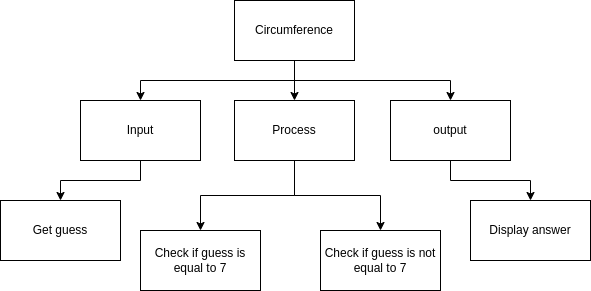 Circumference
Input
Process
output
Get guess
Check if guess is
equal to 7
Check if guess is not
equal to 7
Display answer